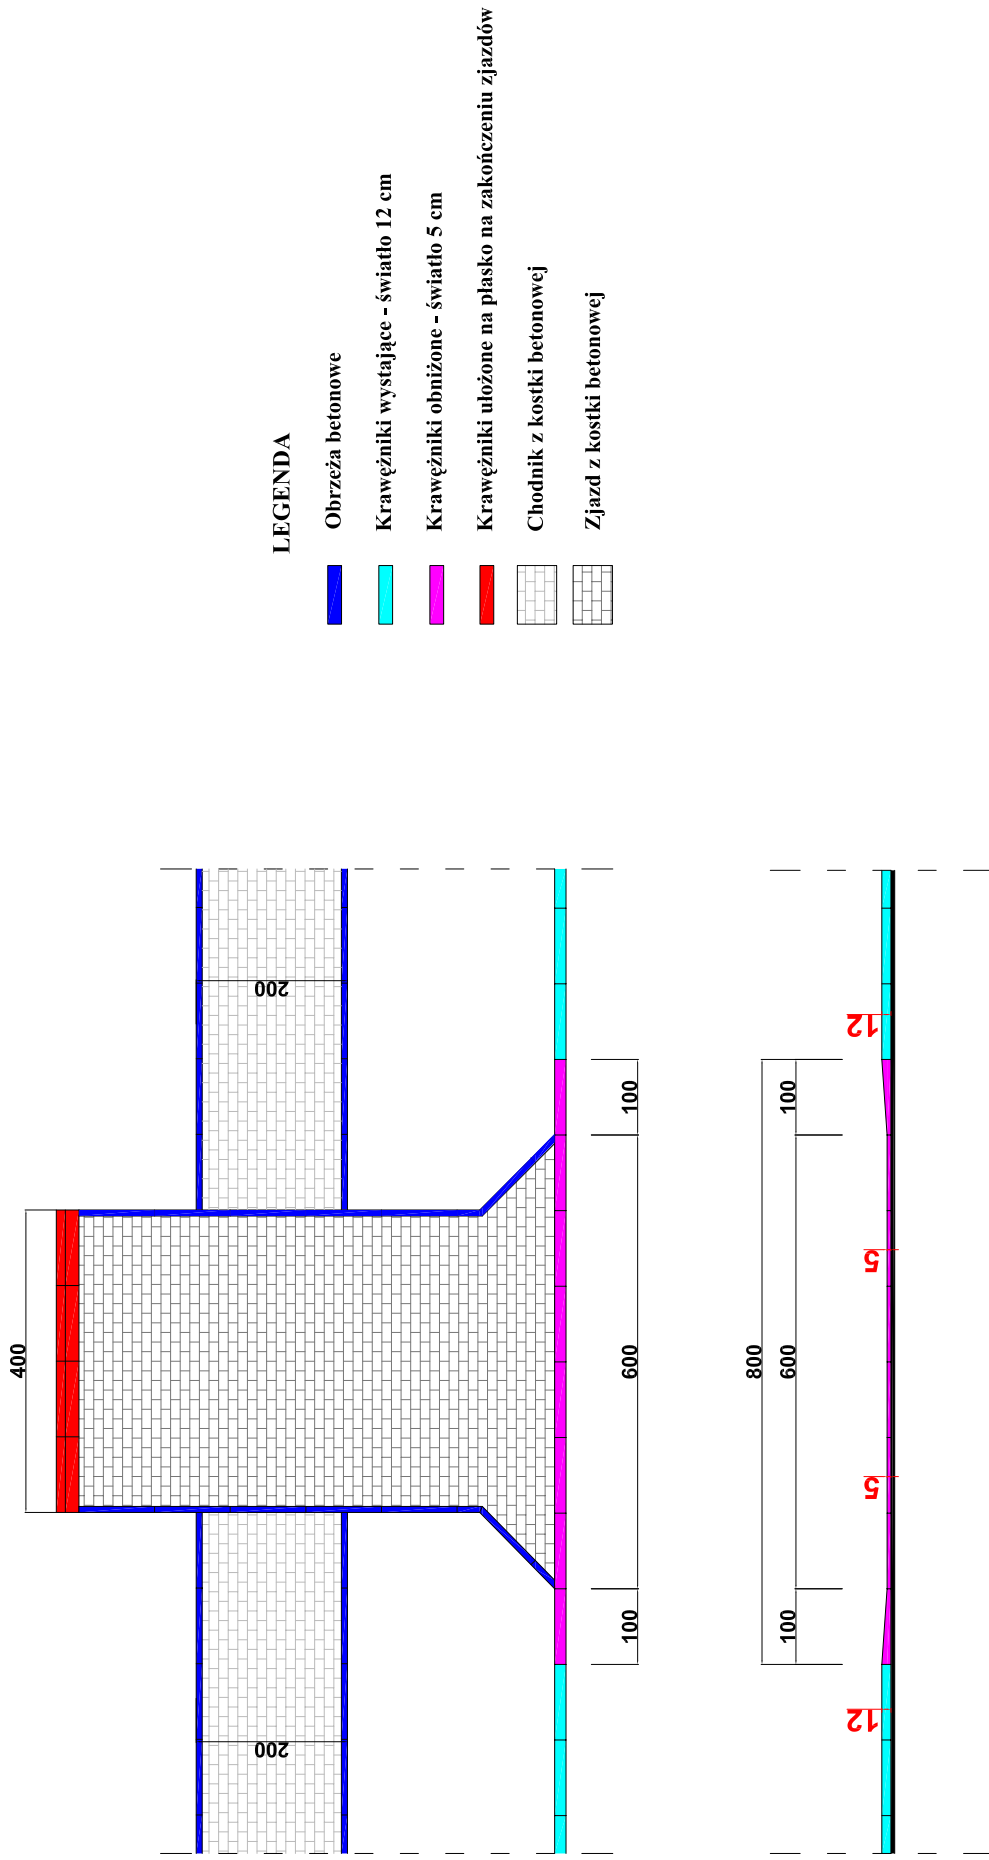 LEGENDA
Obrzeża betonowe
Krawężniki wystające - światło 12 cm
Krawężniki obniżone - światło 5 cm
Krawężniki ułożone na płasko na zakończeniu zjazdów
Chodnik z kostki betonowej
Zjazd z kostki betonowej
400
200
200
100
600
100
800
100
600
100
12
5
5
12